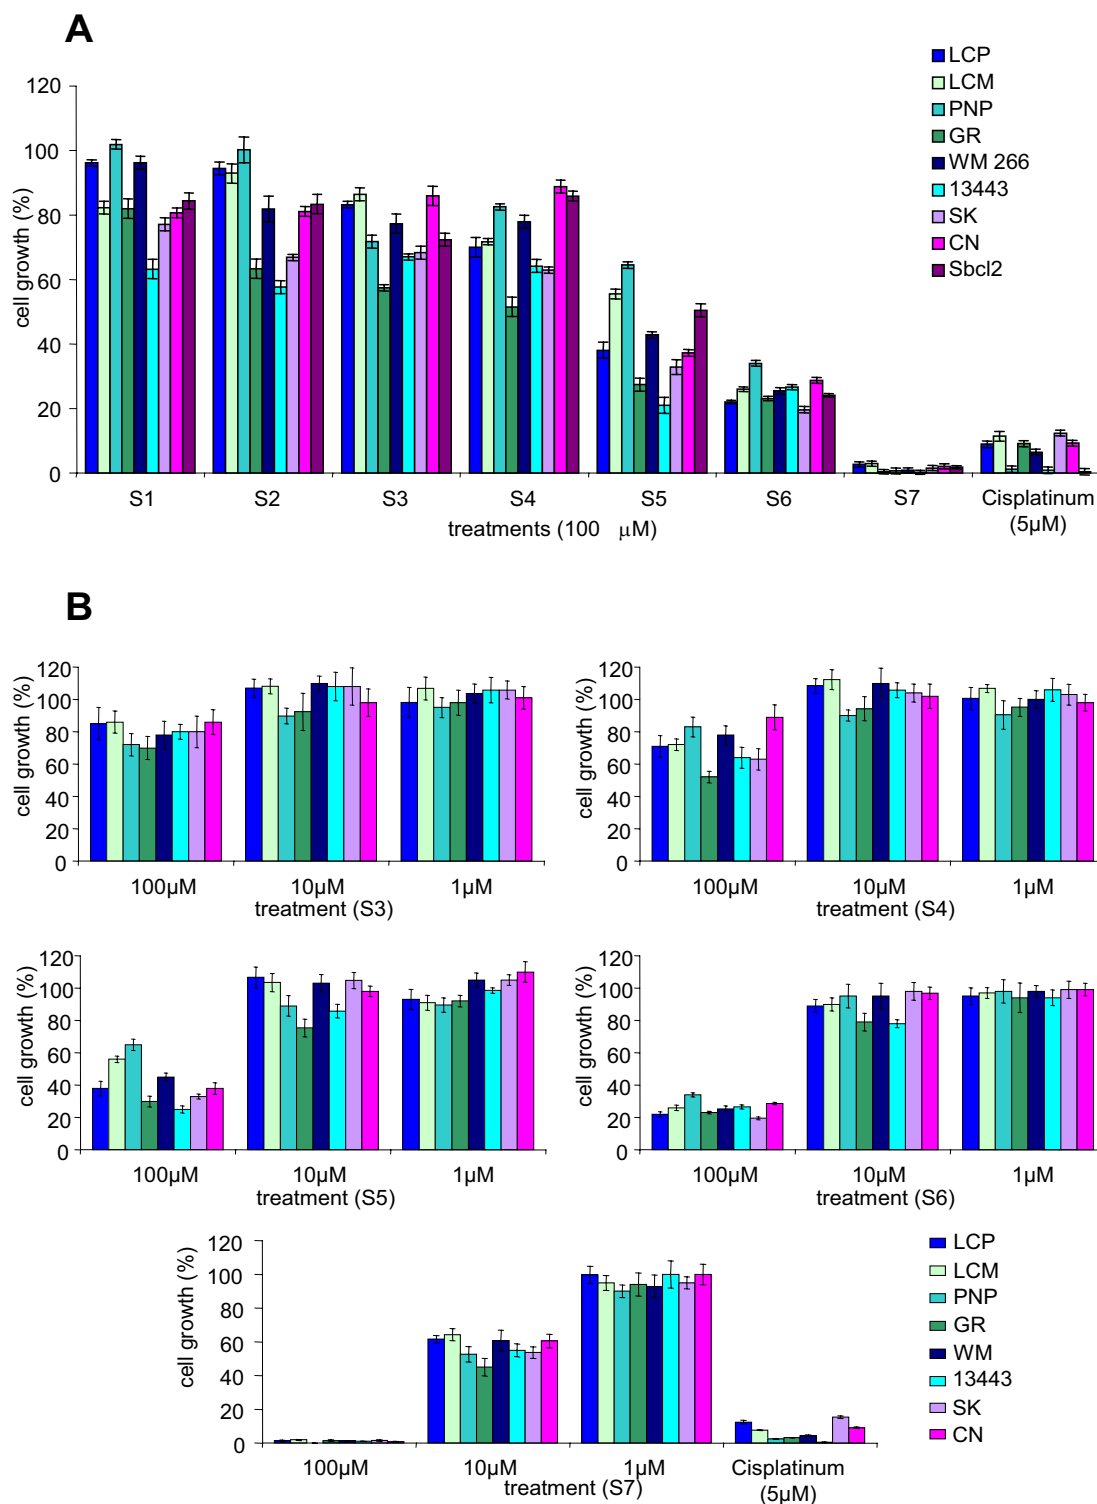 A
LCP
LCM
PNP
GR
WM 266
13443
SK
CN
Sbcl2
cell growth (%)
120
100
80
60
40
20
0
S1 S2 S3 S4 S5 S6 S7 Cisplatinum
(5µM)
treatments (100 µM)
B
cell growth (%)
120
100
80
60
40
20
0
100µM 10µM 1µM
treatment (S3)
cell growth (%)
120
100
80
60
40
20
0
100µM 10µM 1µM
treatment (S4)
cell growth (%)
120
100
80
60
40
20
0
100µM 10µM 1µM
treatment (S5)
cell growth (%)
120
100
80
60
40
20
0
100µM 10µM 1µM
treatment (S6)
cell growth (%)
120
100
80
60
40
20
0
100µM 10µM 1µM Cisplatinum
(5µM)
treatment (S7)
LCP
LCM
PNP
GR
WM
13443
SK
CN